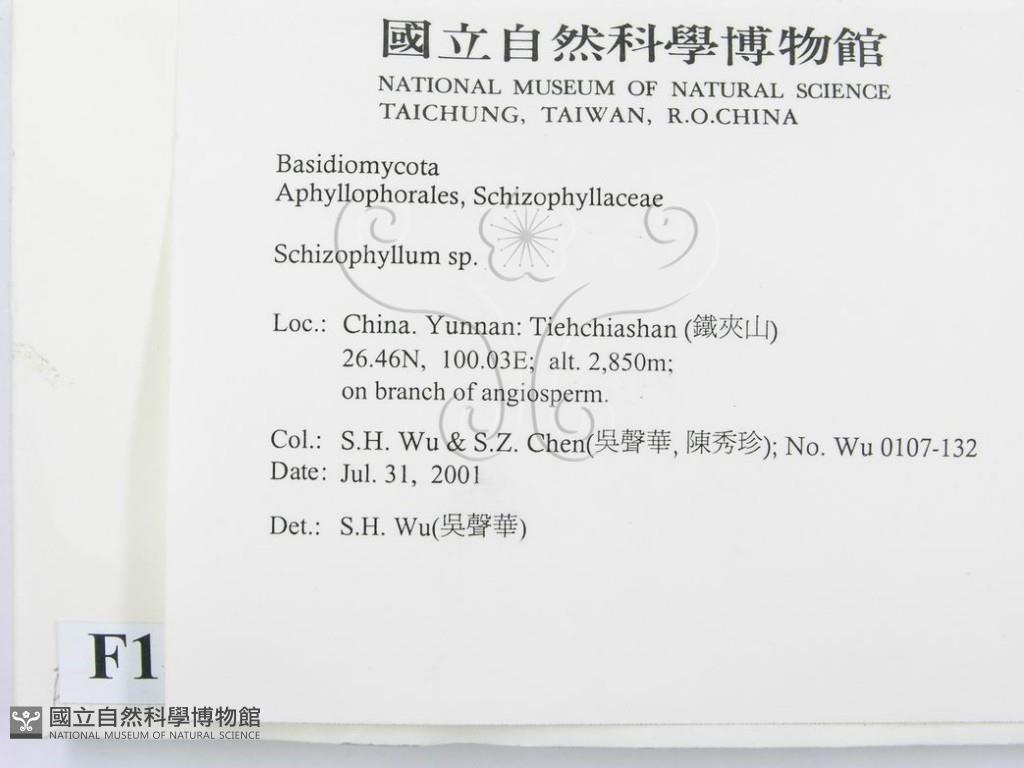 國立自然科學博物館
NATIONAL MUSEUM OF NATURAL SCIENCE
TAICHUNG, TAIWAN, R.O.CHINA
Basidiomycota
Aphyllophorales, Schizophyllaceae
Schizophyllum sp.
Loc.: China. Yunnan: Tiehchiashan (鐵夾山)
26.46N, 100.03E; alt. 2,850m;
on branch of angiosperm.
Col.: S.H. Wu & S.Z. Chen(吳聲華, 陳秀珍); No. Wu 0107-132
Date: Jul. 31, 2001
Det.: S.H. Wu(吳聲華)
F1
國立自然科學博物館
NATIONAL MUSEUM OF NATURAL SCIENCE